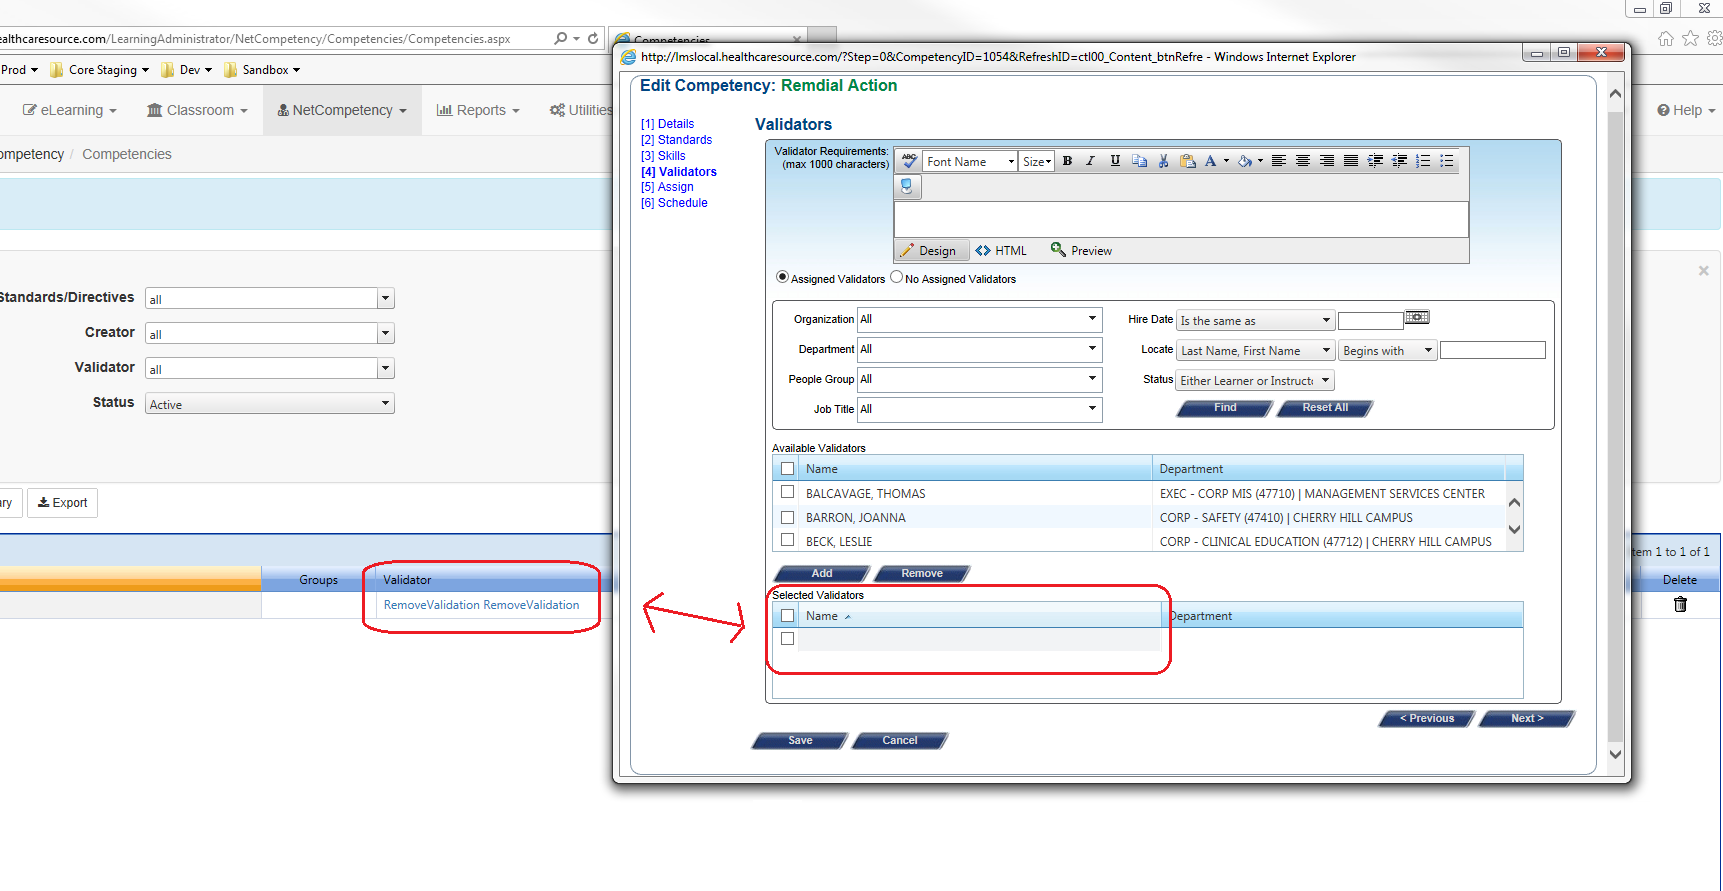 ealthcaresource.com/LearningAdministrator/NetCompetency/Competencies/Competencies.aspx
Competencies
Prod
Core Staging
Dev
Sandbox
eLearning
Classroom
NetCompetency
Reports
Utilities
Help
ompetency / Competencies
Standards/Directives
all
Creator
all
Validator
all
Status
Active
ry
Export
tem 1 to 1 of 1
Groups
Validator
Delete
RemoveValidation RemoveValidation
http://lmslocal.healthcaresource.com/?Step=0&CompetencyID=1054&RefreshID=ctl00_Content_btnRefre - Windows Internet Explorer
Edit Competency: Remdial Action
[1] Details
[2] Standards
[3] Skills
[4] Validators
[5] Assign
[6] Schedule
Validators
Validator Requirements:
(max 1000 characters)
ABC
Font Name
Size
B I U
A
Design
HTML
Preview
Assigned Validators
No Assigned Validators
Organization All
Hire Date Is the same as
Department All
Locate Last Name, First Name Begins with
People Group All
Status Either Learner or Instructo
Job Title All
Find
Reset All
Available Validators
Name Department
BALCAVAGE, THOMAS EXEC - CORP MIS (47710) | MANAGEMENT SERVICES CENTER
BARRON, JOANNA CORP - SAFETY (47410) | CHERRY HILL CAMPUS
BECK, LESLIE CORP - CLINICAL EDUCATION (47712) | CHERRY HILL CAMPUS
Add
Remove
Selected Validators
Name Department
< Previous
Next >
Save
Cancel